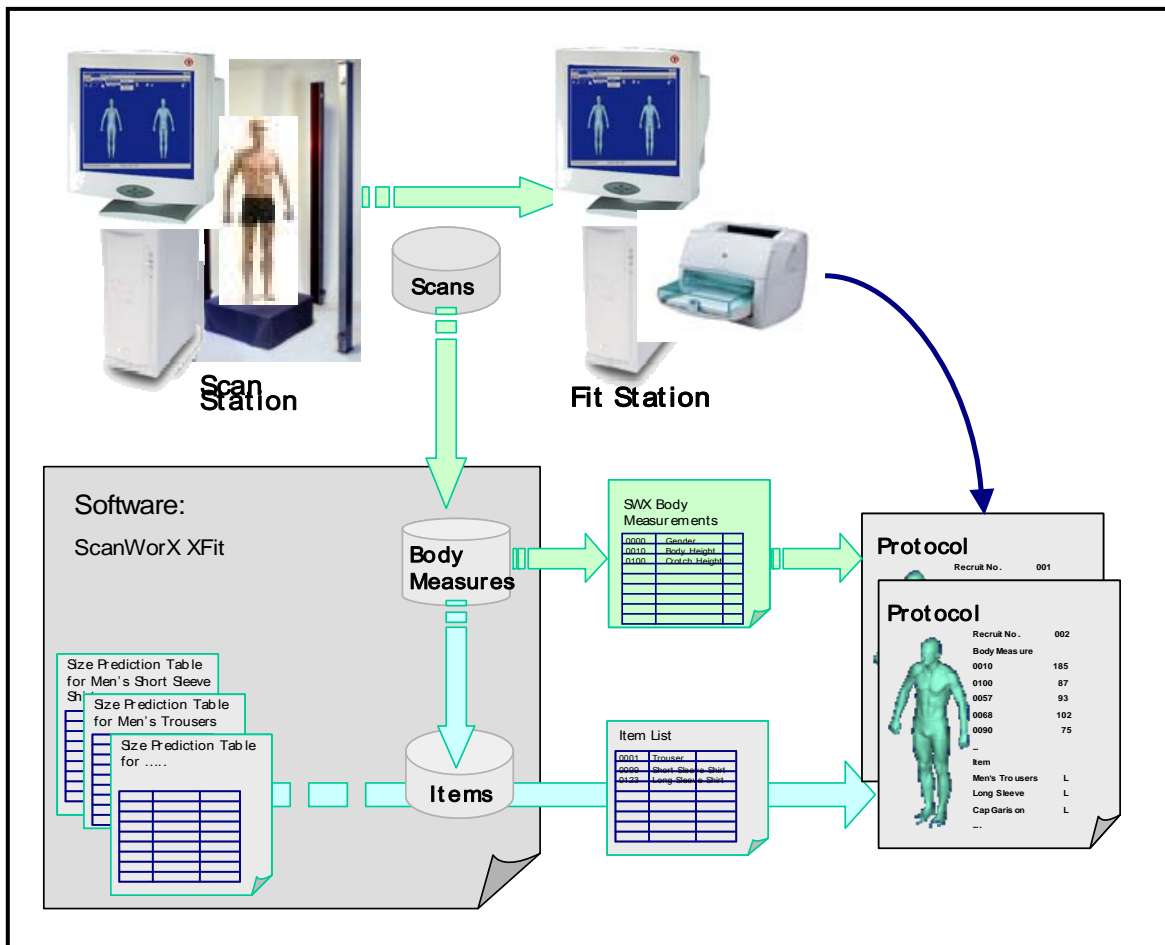 Scans
Scan
Station
Fit Station
Software:
ScanWorX XFit
Body
Measures
SWX Body
Measurements
0000 Gender
0010 Body Height
0100 Crotch Height
Protocol
Recruit No. 001
Protocol
Recruit No. 002
Body Measure
0010 185
0100 87
0057 93
0068 102
0090 75
...
Item
Men's Trousers L
Long Sleeve L
Cap Garison L
....
Size Prediction Table
for Men's Short Sleeve
Size Prediction Table
for Men's Trousers
Size Prediction Table
for .....
Items
Item List
0001 Trouser
0099 Short Sleeve Shirt
0123 Long Sleeve Shirt